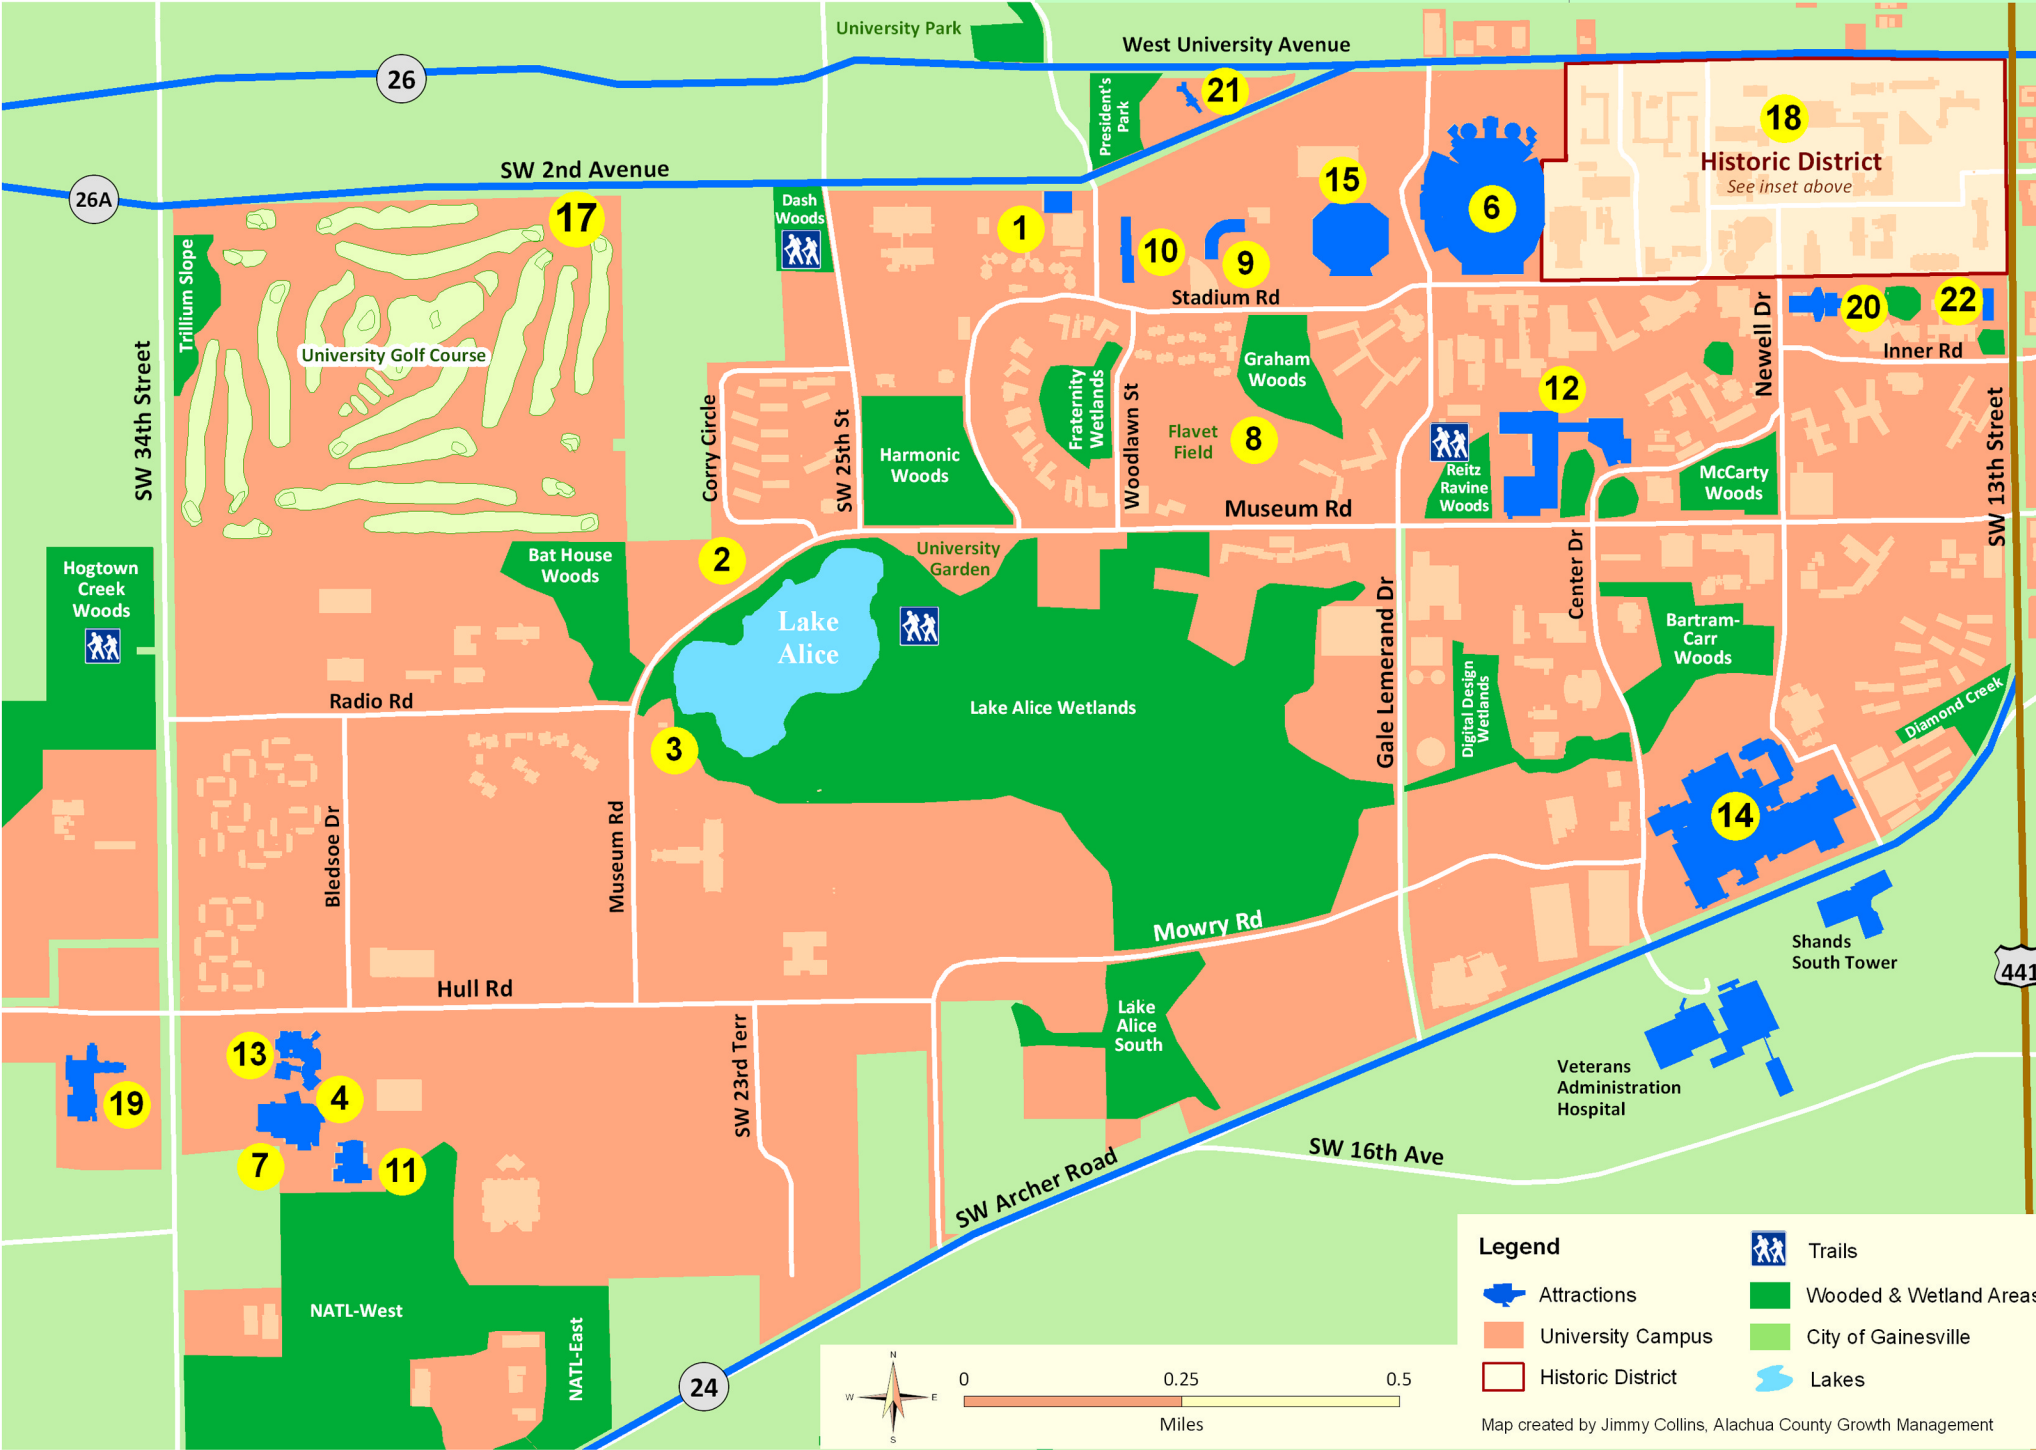 University Park
West University Avenue
26
21
President's
Park
18
Historic District
See inset above
SW 2nd Avenue
26A
17
Dash
Woods
1
10
9
15
6
Stadium Rd
Trillium Slope
University Golf Course
SW 34th Street
Newell Dr
20
22
Inner Rd
Graham
Woods
Fraternity
Wetlands
Woodlawn St
Corry Circle
SW 25th St
Harmonic
Woods
Flavet
Field
8
12
Reitz
Ravine
Woods
McCarty
Woods
SW 13th Street
Museum Rd
Hogtown
Creek
Woods
Bat House
Woods
2
University
Garden
Lake
Alice
Center Dr
Gale Lemerand Dr
Bartram-
Carr
Woods
Digital Design
Wetlands
Diamond Creek
Radio Rd
Lake Alice Wetlands
3
14
Bledsoe Dr
Museum Rd
Mowry Rd
Shands
South Tower
441
Hull Rd
Lake
Alice
South
SW 23rd Terr
13
4
19
7
11
Veterans
Administration
Hospital
SW 16th Ave
SW Archer Road
NATL-West
NATL-East
24
N
W
E
S
0 0.25 0.5
Miles
Legend
Attractions
University Campus
Historic District
Trails
Wooded & Wetland Areas
City of Gainesville
Lakes
Map created by Jimmy Collins, Alachua County Growth Management